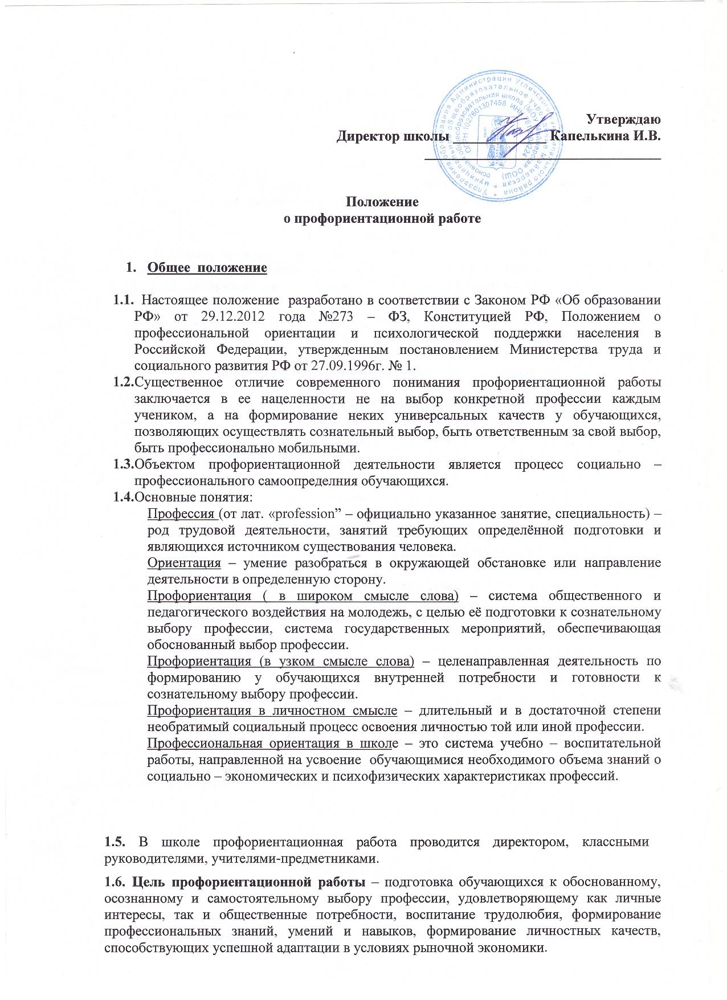 Утверждаю
Директор школы _____________ Капелькина И.В.
Положение
о профориентационной работе
1. Общее положение
1.1. Настоящее положение разработано в соответствии с Законом РФ «Об образовании
РФ» от 29.12.2012 года №273 – ФЗ, Конституцией РФ, Положением о
профессиональной ориентации и психологической поддержки населения в
Российской Федерации, утвержденным постановлением Министерства труда и
социального развития РФ от 27.09.1996г. № 1.
1.2.Существенное отличие современного понимания профориентационной работы
заключается в ее нацеленности не на выбор конкретной профессии каждым
учеником, а на формирование неких универсальных качеств у обучающихся,
позволяющих осуществлять сознательный выбор, быть ответственным за свой выбор,
быть профессионально мобильными.
1.3.Объектом профориентационной деятельности является процесс социально –
профессионального самоопределния обучающихся.
1.4.Основные понятия:
Профессия (от лат. «profession” – официально указанное занятие, специальность) –
род трудовой деятельности, занятий требующих определённой подготовки и
являющихся источником существования человека.
Ориентация – умение разобраться в окружающей обстановке или направление
деятельности в определенную сторону.
Профориентация ( в широком смысле слова) – система общественного и
педагогического воздействия на молодежь, с целью её подготовки к сознательному
выбору профессии, система государственных мероприятий, обеспечивающая
обоснованный выбор профессии.
Профориентация (в узком смысле слова) – целенаправленная деятельность по
формированию у обучающихся внутренней потребности и готовности к
сознательному выбору профессии.
Профориентация в личностном смысле – длительный и в достаточной степени
необратимый социальный процесс освоения личностью той или иной профессии.
Профессиональная ориентация в школе – это система учебно – воспитательной
работы, направленной на усвоение обучающимися необходимого объема знаний о
социально – экономических и психофизических характеристиках профессий.
1.5. В школе профориентационная работа проводится директором, классными
руководителями, учителями-предметниками.
1.6. Цель профориентационной работы – подготовка обучающихся к обоснованному,
осознанному и самостоятельному выбору профессии, удовлетворяющему как личные
интересы, так и общественные потребности, воспитание трудолюбия, формирование
профессиональных знаний, умений и навыков, формирование личностных качеств,
способствующих успешной адаптации в условиях рыночной экономики.